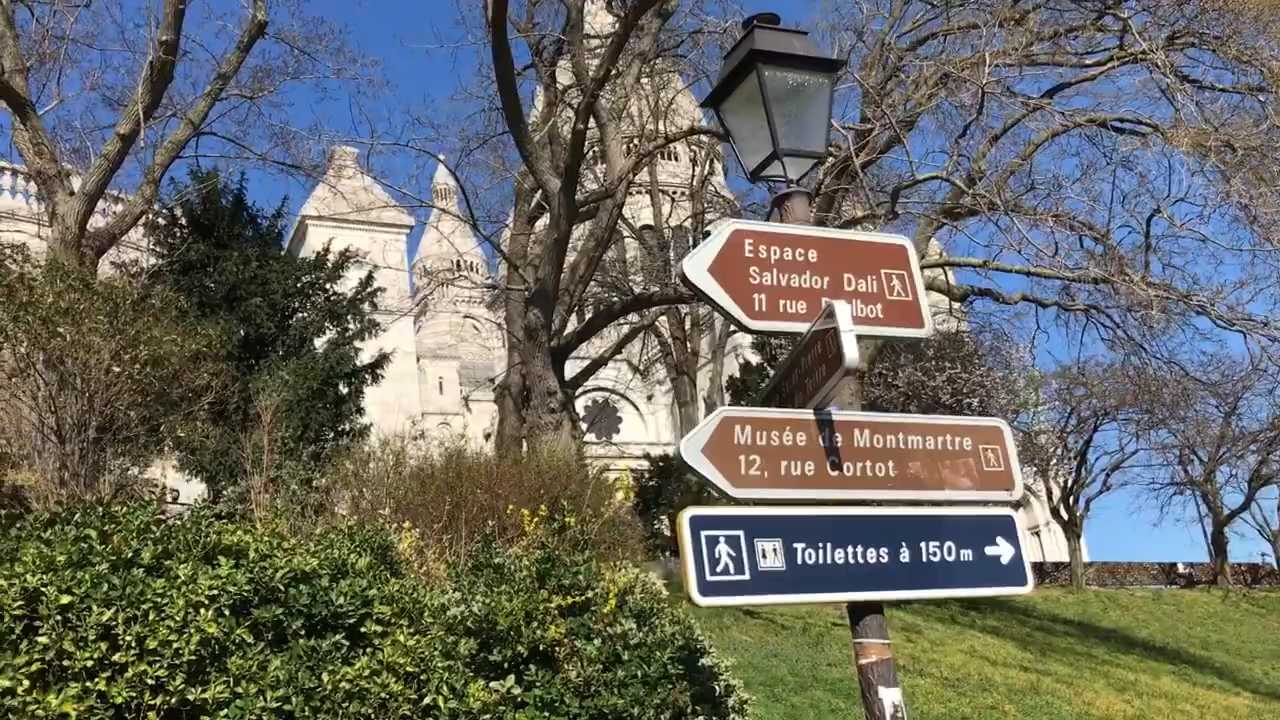 Espace
Salvador Dali
11 rue
Musée de Montmartre
12, rue Cortot
Toilettes à 150m